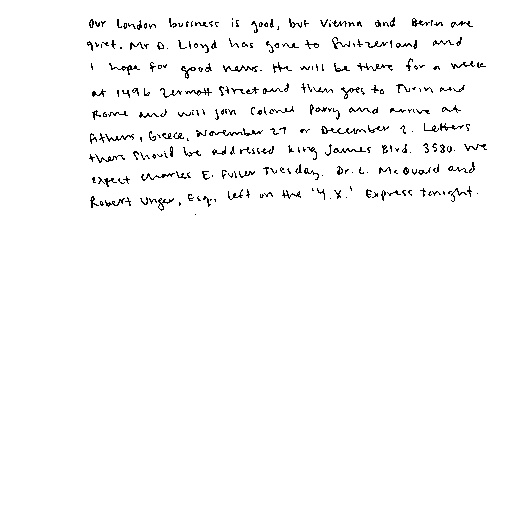 Our London business is good, but Vienna and Berlin are
quiet. Mr D. Lloyd has gone to Switzerland and
I hope for good news. He will be there for a week
at 1496 Zermott Street and then goes to Turin and
Rome and will join Colonel Parry and arrive at
Athens, Greece, November 27 or December 2. Letters
there should be addressed King James Blvd. 3580. We
expect Charles E. Fuller Tuesday. Dr. L. McQuaid and
Robert Unger, Esq., left on the 'Y.X.' Express tonight.